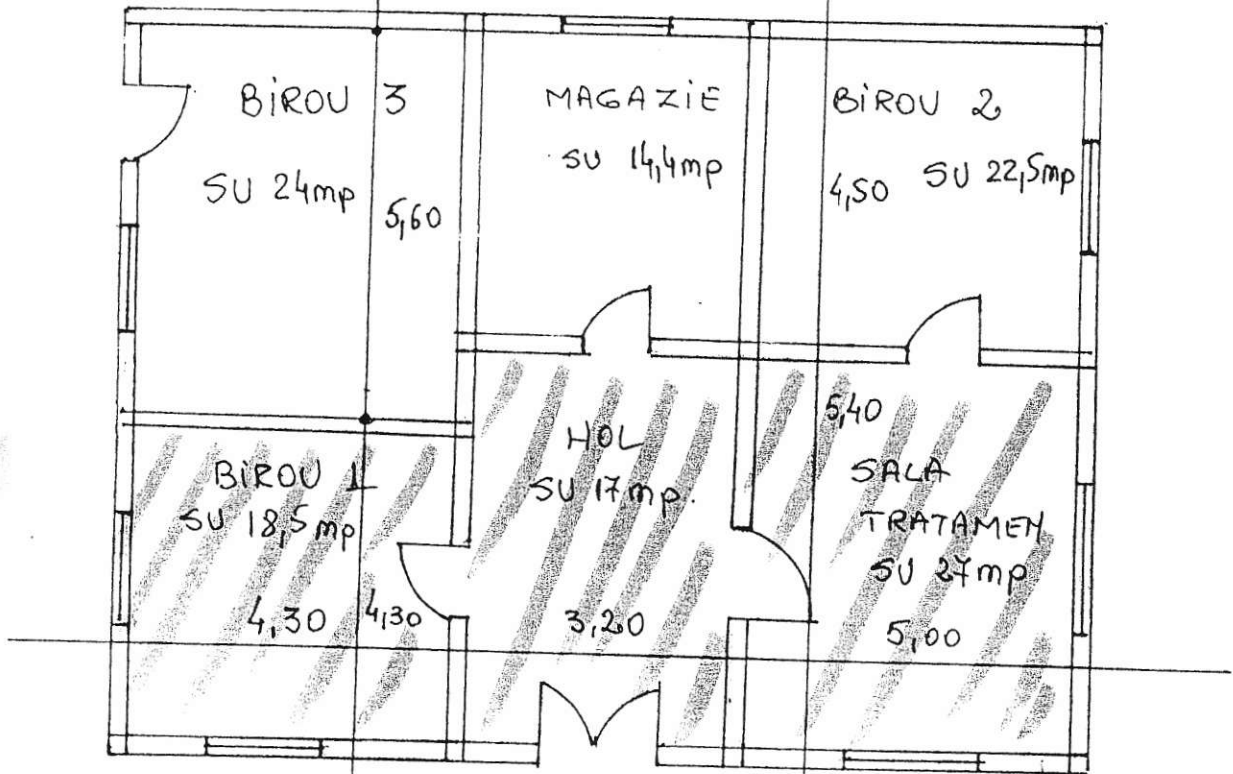 BIROU 3
SU 24mp
5,60
MAGAZIE
SU 14,4mp
BIROU 2
4,50 SU 22,5mp
BIROU 1
SU 18,5mp
4,30 4,30
HOL
SU 17mp.
3,20
5,40
SALA
TRATAMEN
SU 27mp
5,00